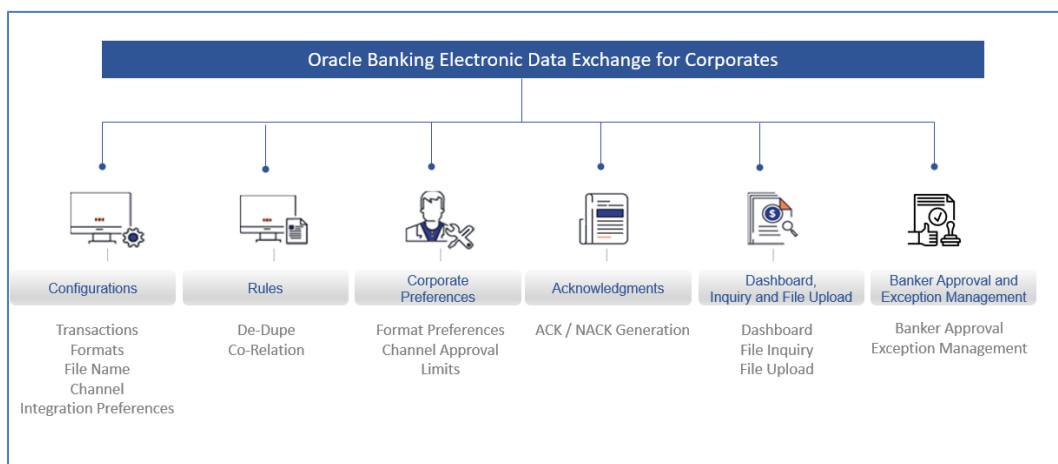 Oracle Banking Electronic Data Exchange for Corporates
Configurations
Transactions
Formats
File Name
Channel
Integration Preferences
Rules
De-Dupe
Co-Relation
Corporate
Preferences
Format Preferences
Channel Approval
Limits
Acknowledgments
ACK / NACK Generation
Dashboard,
Inquiry and File Upload
Dashboard
File Inquiry
File Upload
Banker Approval and
Exception Management
Banker Approval
Exception Management